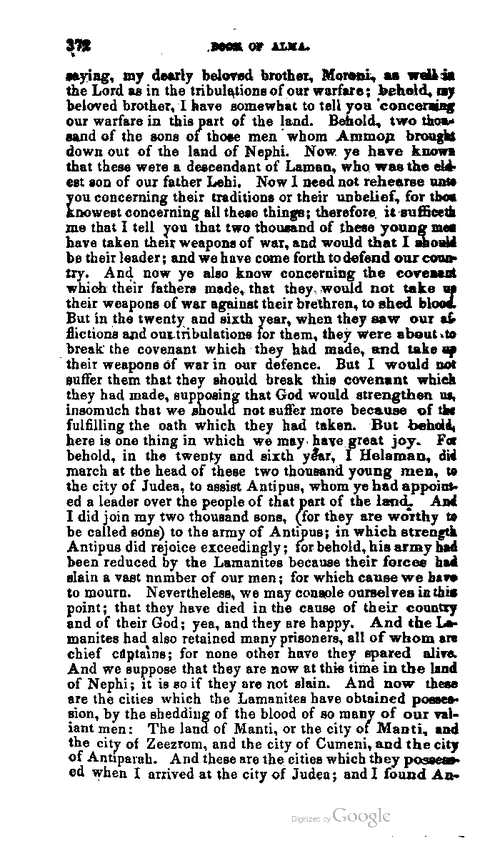 372 BOOK OF ALMA.
saying, my dearly beloved brother, Moroni, as well in
the Lord as in the tribulations of our warfare; behold, my
beloved brother, I have somewhat to tell you concerning
our warfare in this part of the land. Behold, two thou-
sand of the sons of those men whom Ammon brought
down out of the land of Nephi. Now ye have known
that these were a descendant of Laman, who was the eld-
est son of our father Lehi. Now I need not rehearse unto
you concerning their traditions or their unbelief, for thou
knowest concerning all these things; therefore, it sufficeth
me that I tell you that two thousand of these young men
have taken their weapons of war, and would that I should
be their leader; and we have come forth to defend our coun-
try. And now ye also know concerning the covenant
which their fathers made, that they would not take up
their weapons of war against their brethren, to shed blood.
But in the twenty and sixth year, when they saw our af-
flictions and our tribulations for them, they were about to
break the covenant which they had made, and take up
their weapons of war in our defence. But I would not
suffer them that they should break this covenant which
they had made, supposing that God would strengthen us,
insomuch that we should not suffer more because of the
fulfilling the oath which they had taken. But behold,
here is one thing in which we may have great joy. For
behold, in the twenty and sixth year, I Helaman, did
march at the head of these two thousand young men, to
the city of Judea, to assist Antipus, whom ye had appoint-
ed a leader over the people of that part of the land. And
I did join my two thousand sons, (for they are worthy to
be called sons) to the army of Antipus; in which strength
Antipus did rejoice exceedingly; for behold, his army had
been reduced by the Lamanites because their forces had
slain a vast number of our men; for which cause we have
to mourn. Nevertheless, we may console ourselves in this
point; that they have died in the cause of their country
and of their God; yea, and they are happy. And the La-
manites had also retained many prisoners, all of whom are
chief captains; for none other have they spared alive.
And we suppose that they are now at this time in the land
of Nephi; it is so if they are not slain. And now these
are the cities which the Lamanites have obtained posses-
sion, by the shedding of the blood of so many of our val-
iant men: The land of Manti, or the city of Manti, and
the city of Zeezrom, and the city of Cumeni, and the city
of Antiparah. And these are the cities which they possess-
ed when I arrived at the city of Judea; and I found An-
Digitized by Google